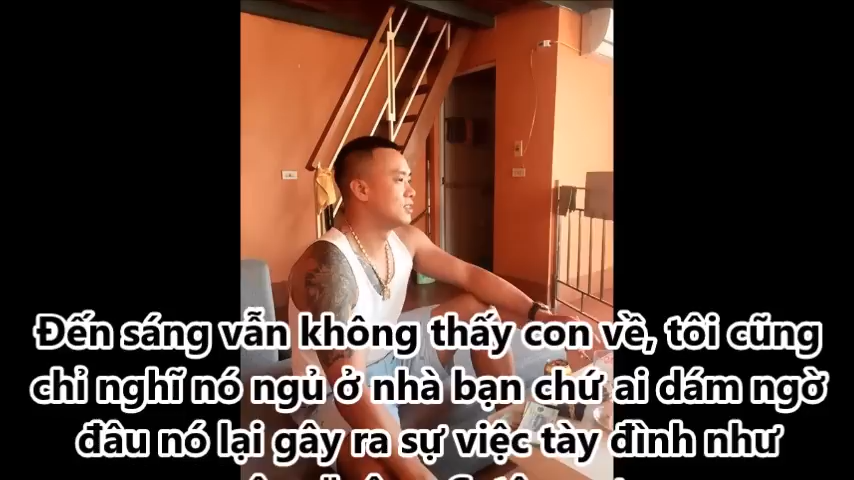 Đến sáng vẫn không thấy con về, tôi cũng
chỉ nghĩ nó ngủ ở nhà bạn chứ ai dám ngờ
đâu nó lại gây ra sự việc tày đình như